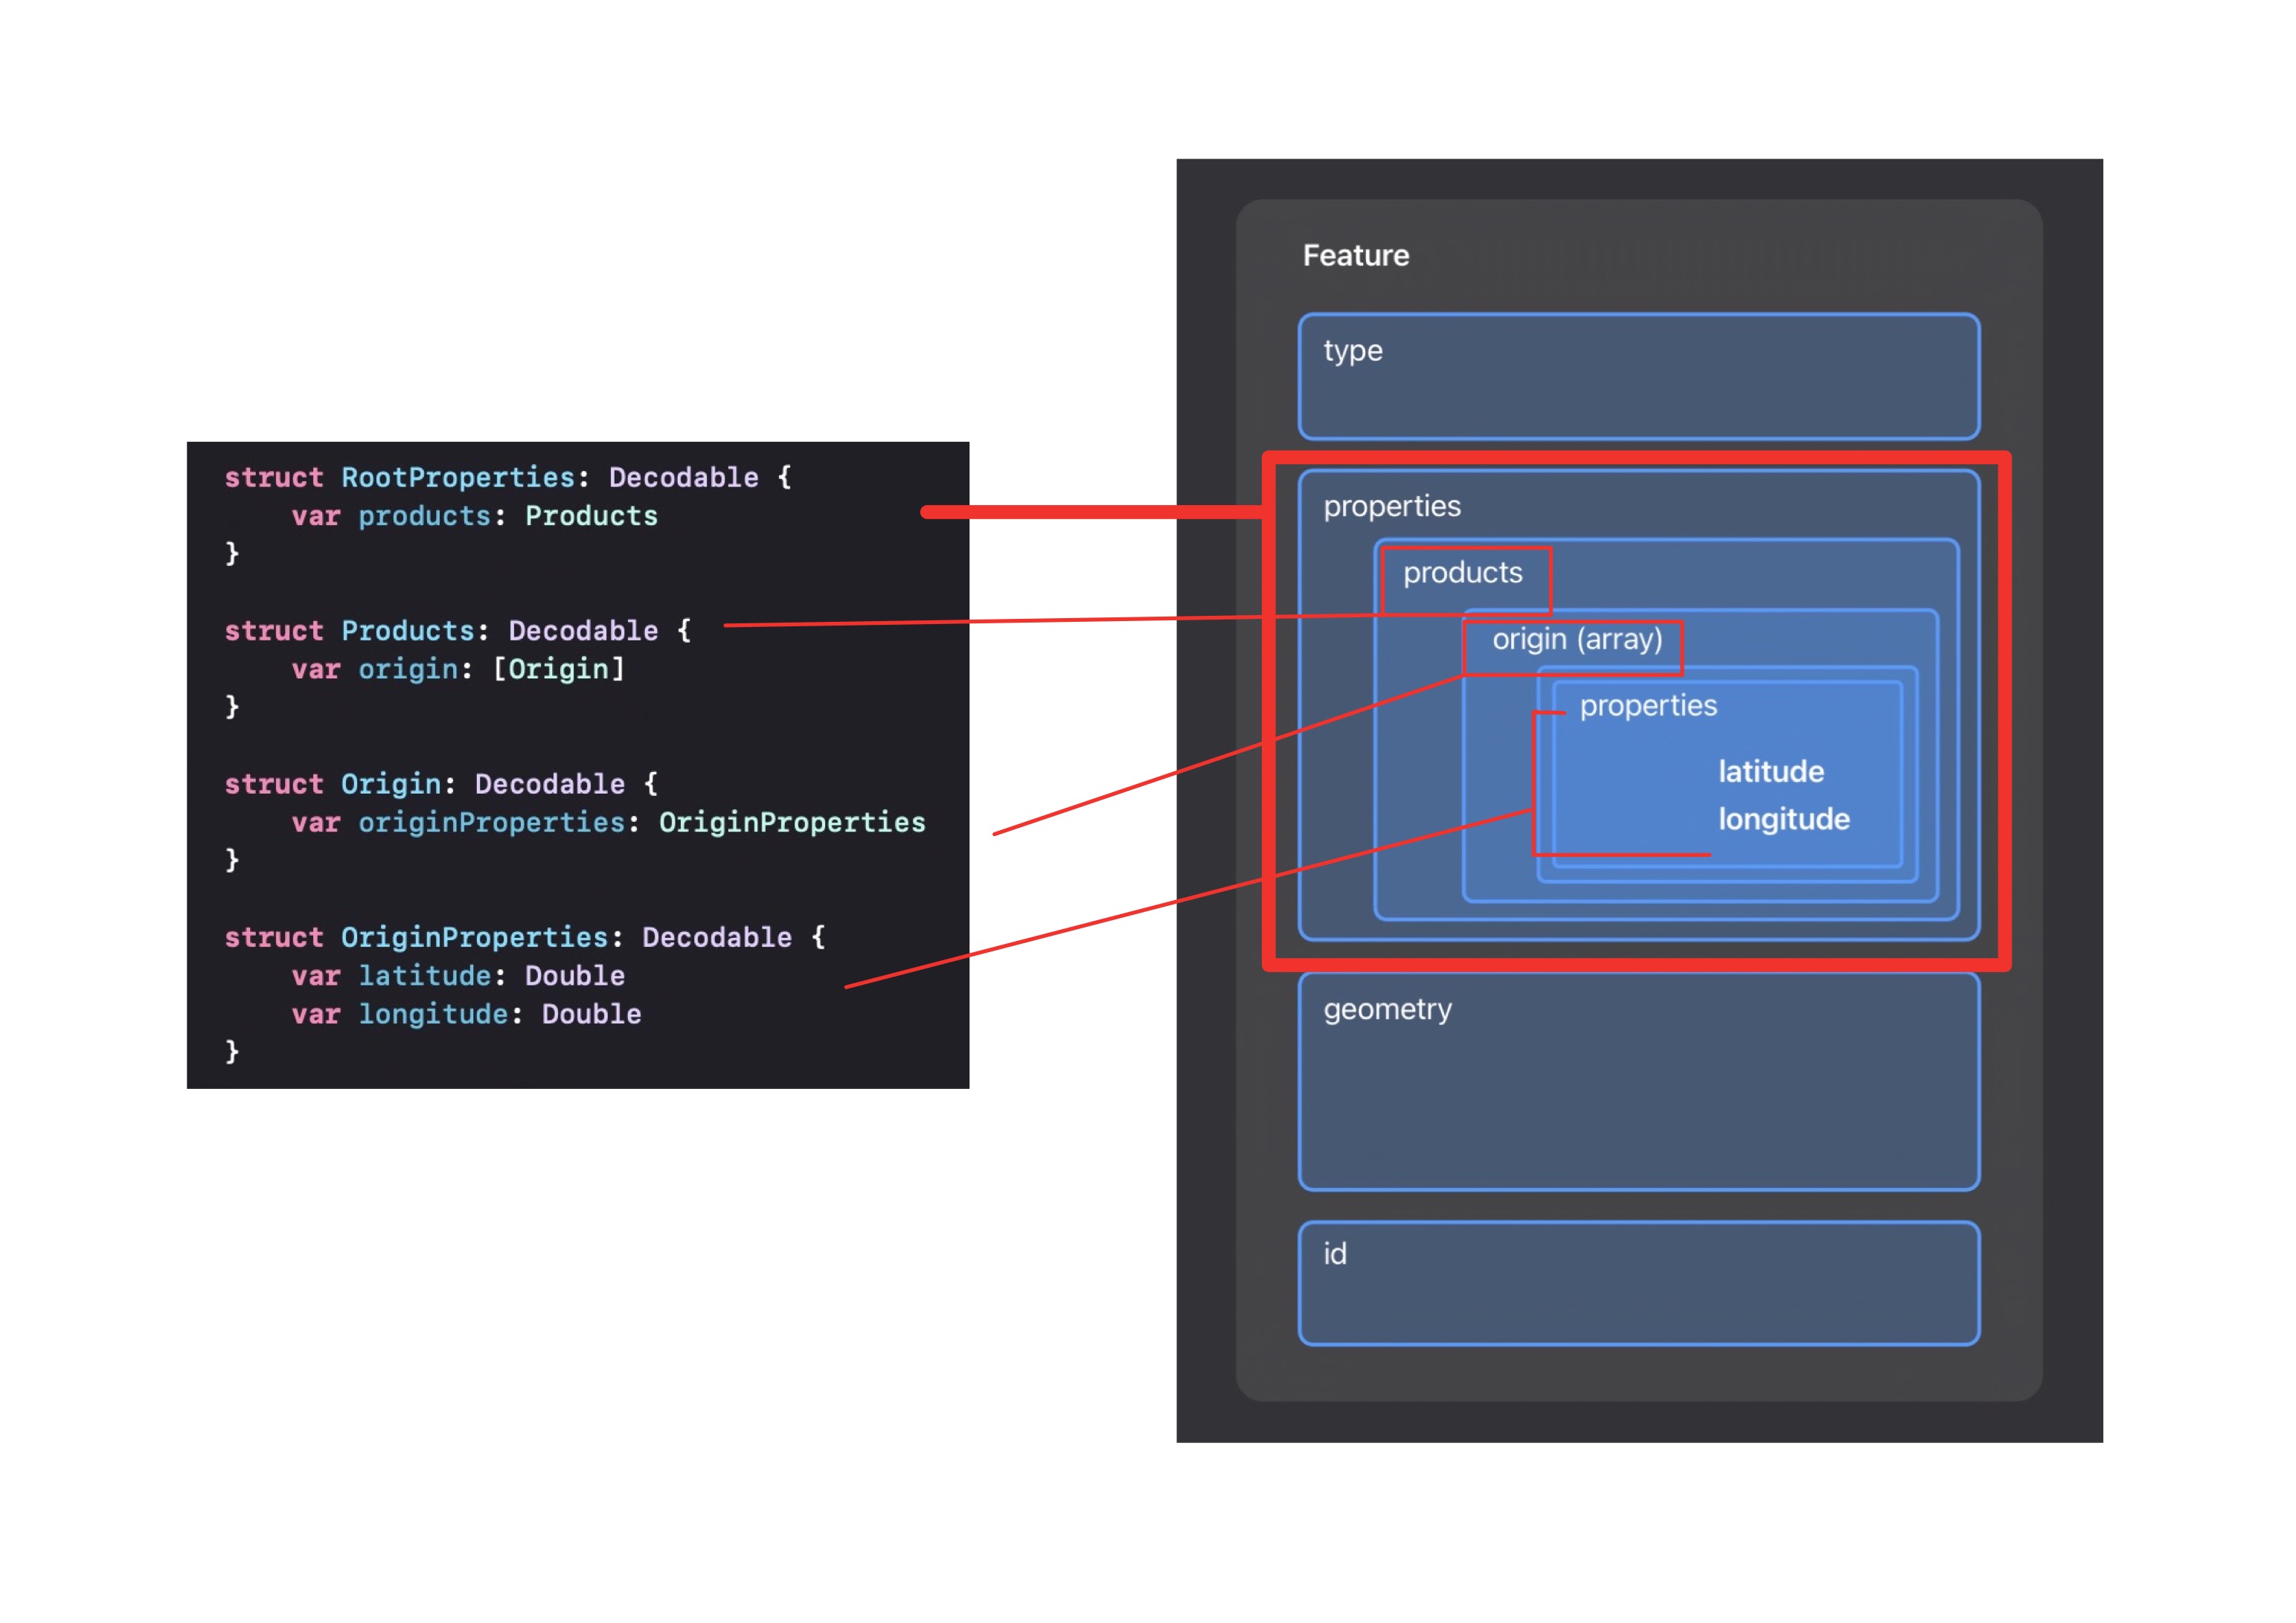 struct RootProperties: Decodable {
    var products: Products
}
struct Products: Decodable {
    var origin: [Origin]
}
struct Origin: Decodable {
    var originProperties: OriginProperties
}
struct OriginProperties: Decodable {
    var latitude: Double
    var longitude: Double
}
Feature
type
properties
products
origin (array)
properties
latitude
longitude
geometry
id